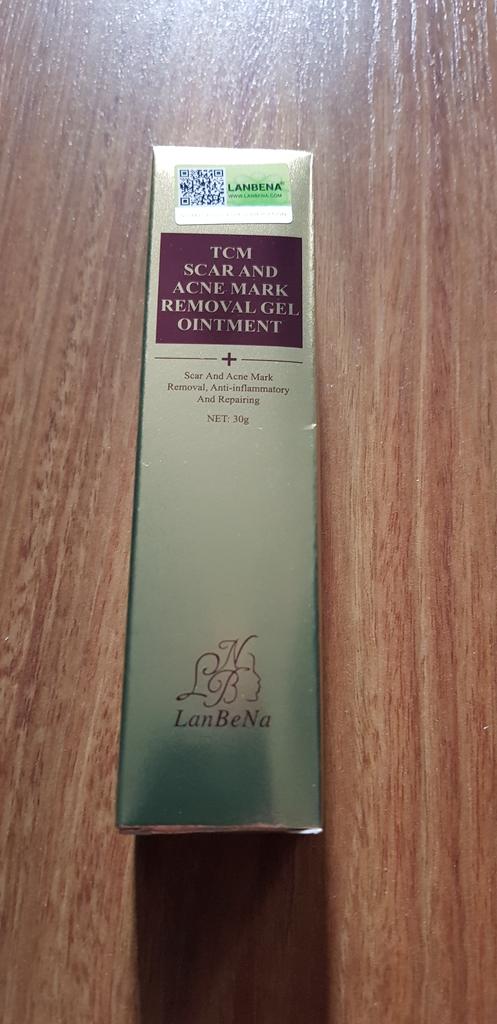 LANBENA®
WWW.LANBENA.COM
TCM
SCAR AND
ACNE MARK
REMOVAL GEL
OINTMENT
Scar And Acne Mark
Removal, Anti-inflammatory
And Repairing
NET: 30g
LNB
LanBeNa